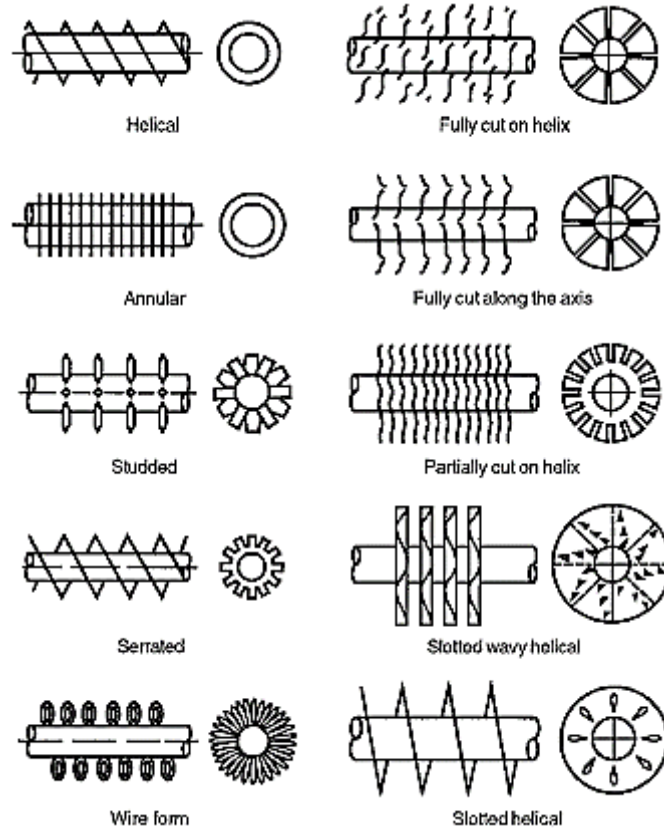 Helical
Fully cut on helix
Annular
Fully cut along the axis
Studded
Partially cut on helix
Serrated
Slotted wavy helical
Wire form
Slotted helical